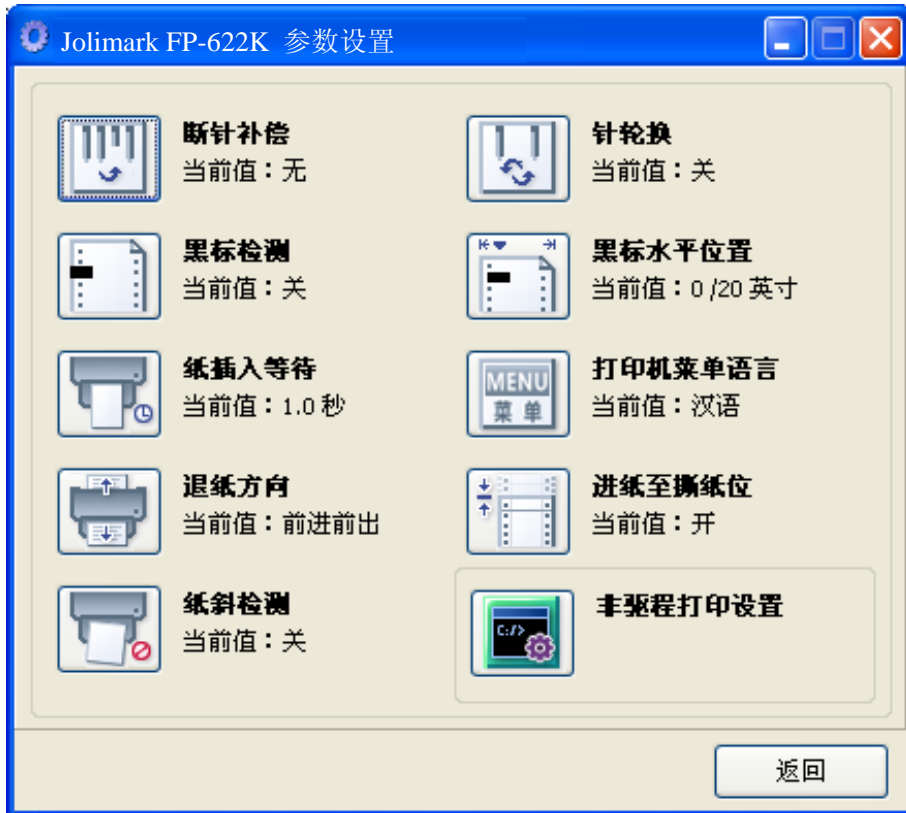 Jolimark FP-622K 参数设置
断针补偿
当前值：无
针轮换
当前值：关
黑标检测
当前值：关
黑标水平位置
当前值：0 /20 英寸
纸插入等待
当前值：1.0 秒
MENU
菜 单
打印机菜单语言
当前值：汉语
退纸方向
当前值：前进前出
进纸至撕纸位
当前值：开
纸斜检测
当前值：关
C:/>
非驱程打印设置
返回